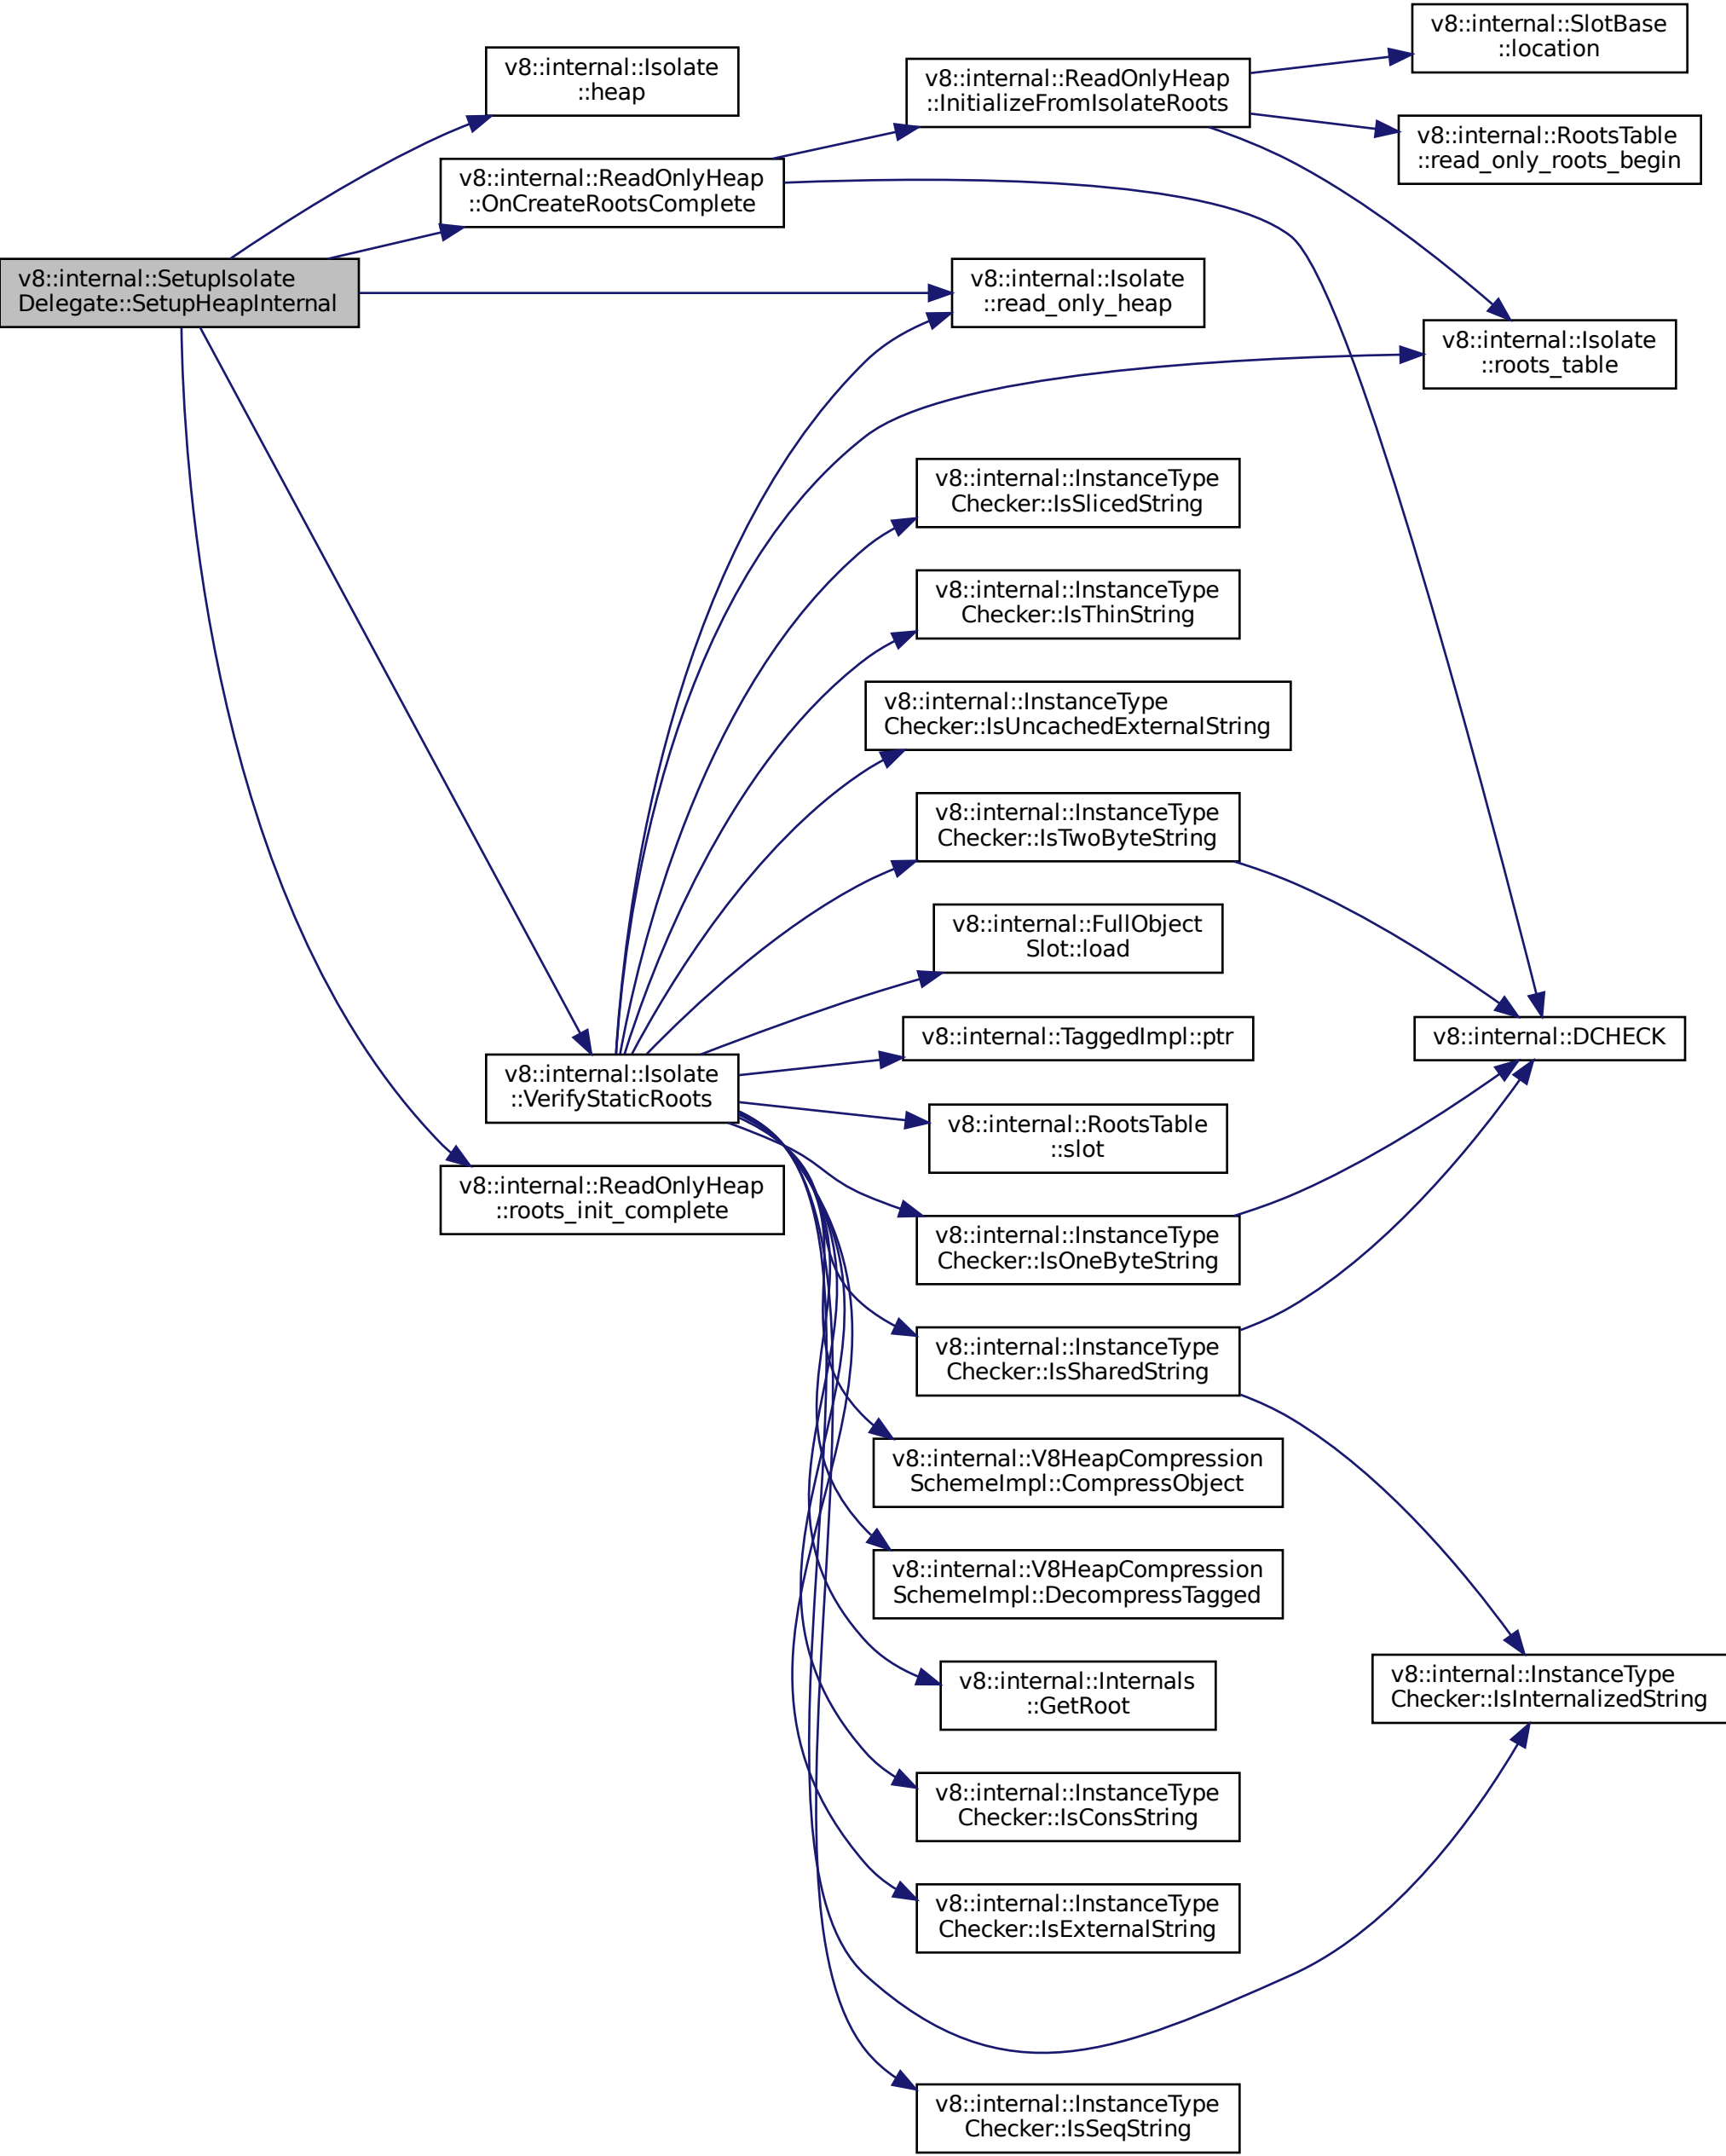 v8::internal::SetupIsolate
Delegate::SetupHeapInternal
v8::internal::Isolate
::heap
v8::internal::ReadOnlyHeap
::OnCreateRootsComplete
v8::internal::Isolate
::VerifyStaticRoots
v8::internal::ReadOnlyHeap
::roots_init_complete
v8::internal::ReadOnlyHeap
::InitializeFromIsolateRoots
v8::internal::Isolate
::read_only_heap
v8::internal::InstanceType
Checker::IsSlicedString
v8::internal::InstanceType
Checker::IsThinString
v8::internal::InstanceType
Checker::IsUncachedExternalString
v8::internal::InstanceType
Checker::IsTwoByteString
v8::internal::FullObject
Slot::load
v8::internal::TaggedImpl::ptr
v8::internal::RootsTable
::slot
v8::internal::InstanceType
Checker::IsOneByteString
v8::internal::InstanceType
Checker::IsSharedString
v8::internal::V8HeapCompression
SchemeImpl::CompressObject
v8::internal::V8HeapCompression
SchemeImpl::DecompressTagged
v8::internal::Internals
::GetRoot
v8::internal::InstanceType
Checker::IsConsString
v8::internal::InstanceType
Checker::IsExternalString
v8::internal::InstanceType
Checker::IsSeqString
v8::internal::SlotBase
::location
v8::internal::RootsTable
::read_only_roots_begin
v8::internal::Isolate
::roots_table
v8::internal::DCHECK
v8::internal::InstanceType
Checker::IsInternalizedString